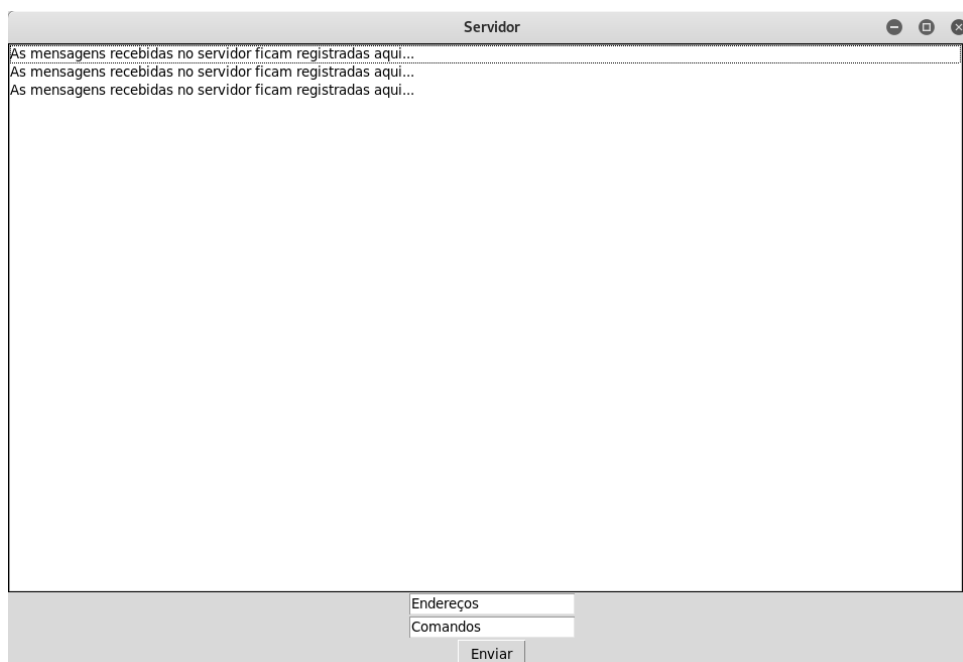 Servidor
As mensagens recebidas no servidor ficam registradas aqui...
As mensagens recebidas no servidor ficam registradas aqui...
As mensagens recebidas no servidor ficam registradas aqui...
Endereços
Comandos
Enviar